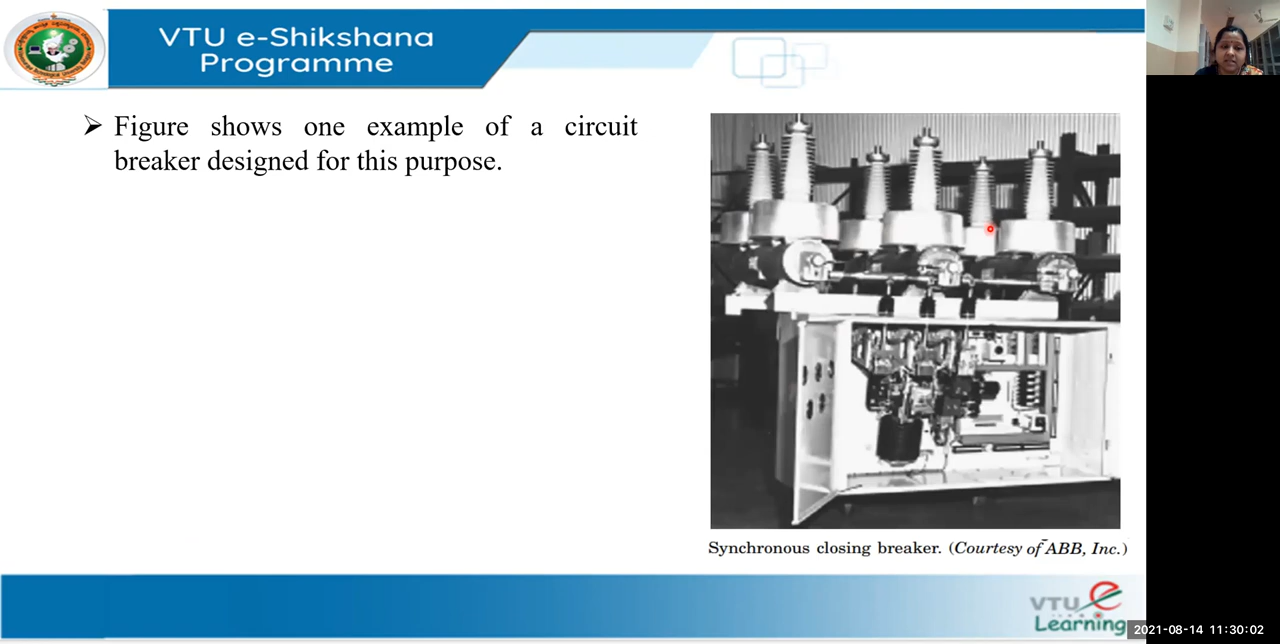 VTU e-Shikshana
Programme
➢ Figure shows one example of a circuit
breaker designed for this purpose.
Synchronous closing breaker. (Courtesy of ABB, Inc.)
VTU e
Learning
2021-08-14 11:30:02